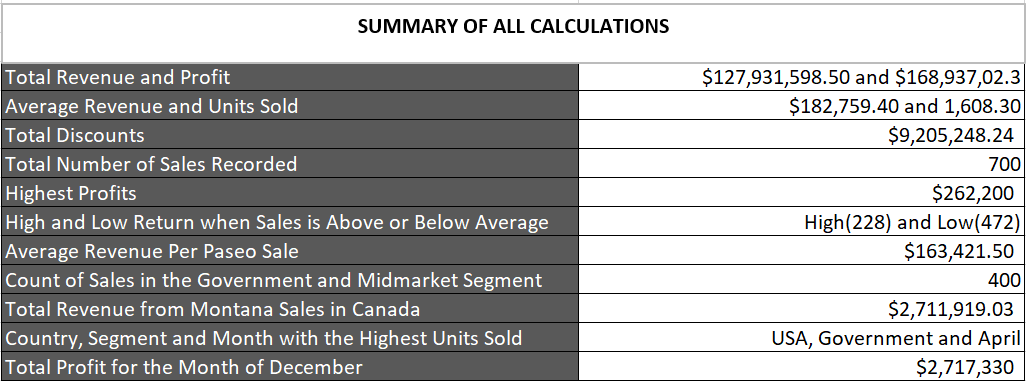 SUMMARY OF ALL CALCULATIONS
Total Revenue and Profit $127,931,598.50 and $168,937,02.3
Average Revenue and Units Sold $182,759.40 and 1,608.30
Total Discounts $9,205,248.24
Total Number of Sales Recorded 700
Highest Profits $262,200
High and Low Return when Sales is Above or Below Average High(228) and Low(472)
Average Revenue Per Paseo Sale $163,421.50
Count of Sales in the Government and Midmarket Segment 400
Total Revenue from Montana Sales in Canada $2,711,919.03
Country, Segment and Month with the Highest Units Sold USA, Government and April
Total Profit for the Month of December $2,717,330